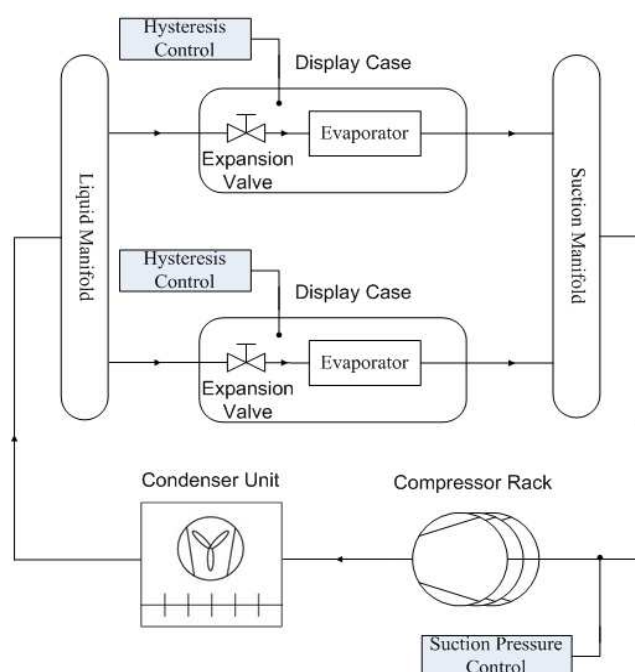 Hysteresis
Control
Display Case
Evaporator
Expansion
Valve
Liquid Manifold
Suction Manifold
Hysteresis
Control
Display Case
Evaporator
Expansion
Valve
Condenser Unit
Compressor Rack
Suction Pressure
Control